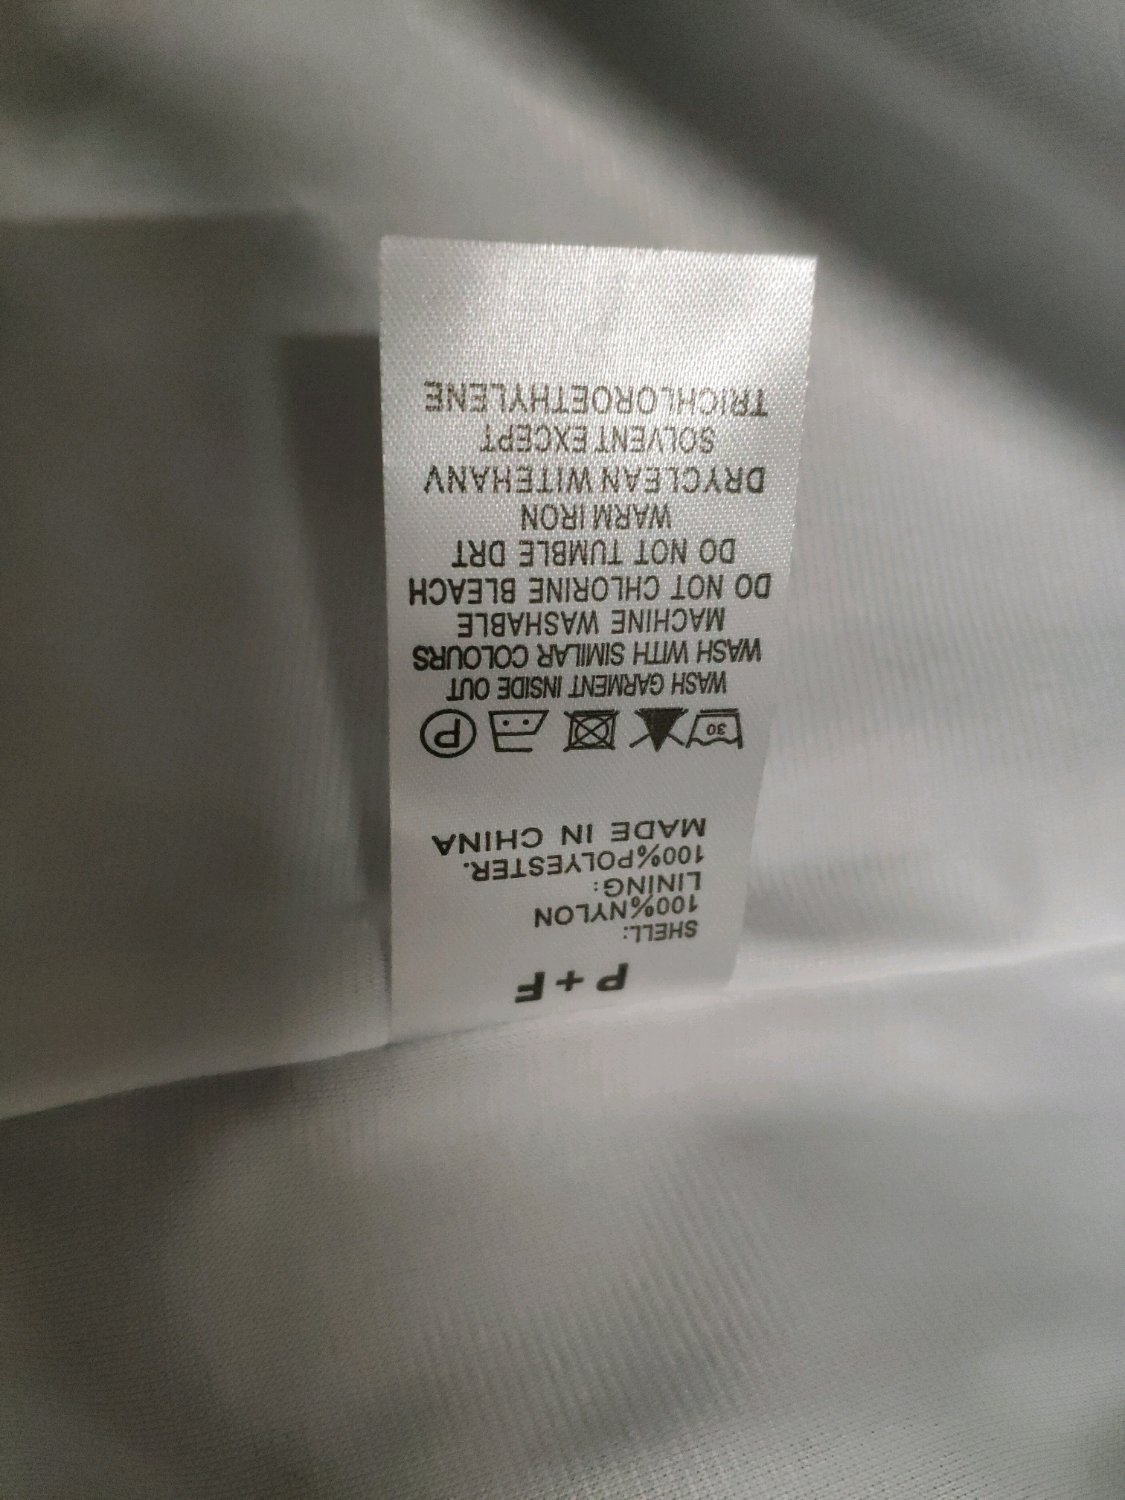 P + F
SHELL:
100%NYLON
LINING:
100%POLYESTER.
MADE IN CHINA
30 P
WASH GARMENT INSIDE OUT
WASH WITH SIMILAR COLOURS
MACHINE WASHABLE
DO NOT CHLORINE BLEACH
DO NOT TUMBLE DRT
WARM IRON
DRYCLEAN WITEHANV
SOLVENT EXCEPT
TRICHLOROETHYLENE